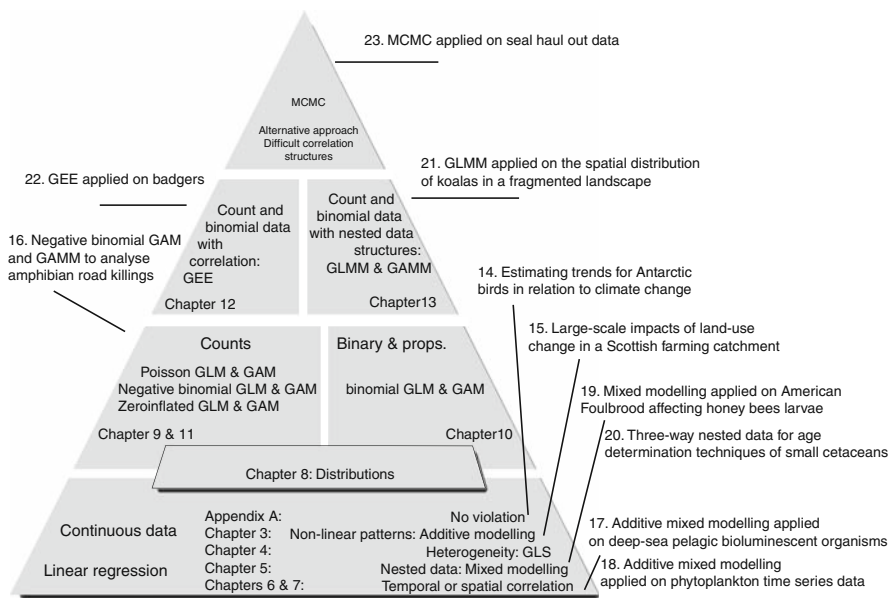 23. MCMC applied on seal haul out data
MCMC
Alternative approach
Difficult correlation
structures
22. GEE applied on badgers
21. GLMM applied on the spatial distribution
of koalas in a fragmented landscape
Count and
binomial data
with
correlation:
GEE
Chapter 12
Count and
binomial data
with nested data
structures:
GLMM & GAMM
Chapter13
16. Negative binomial GAM
and GAMM to analyse
amphibian road killings
14. Estimating trends for Antarctic
birds in relation to climate change
15. Large-scale impacts of land-use
change in a Scottish farming catchment
Counts
Poisson GLM & GAM
Negative binomial GLM & GAM
Zeroinflated GLM & GAM
Chapter 9 & 11
Binary & props.
binomial GLM & GAM
Chapter10
19. Mixed modelling applied on American
Foulbrood affecting honey bees larvae
20. Three-way nested data for age
determination techniques of small cetaceans
Chapter 8: Distributions
Continuous data
Linear regression
Appendix A: No violation
Chapter 3: Non-linear patterns: Additive modelling
Chapter 4: Heterogeneity: GLS
Chapter 5: Nested data: Mixed modelling
Chapters 6 & 7: Temporal or spatial correlation
17. Additive mixed modelling applied
on deep-sea pelagic bioluminescent organisms
18. Additive mixed modelling
applied on phytoplankton time series data